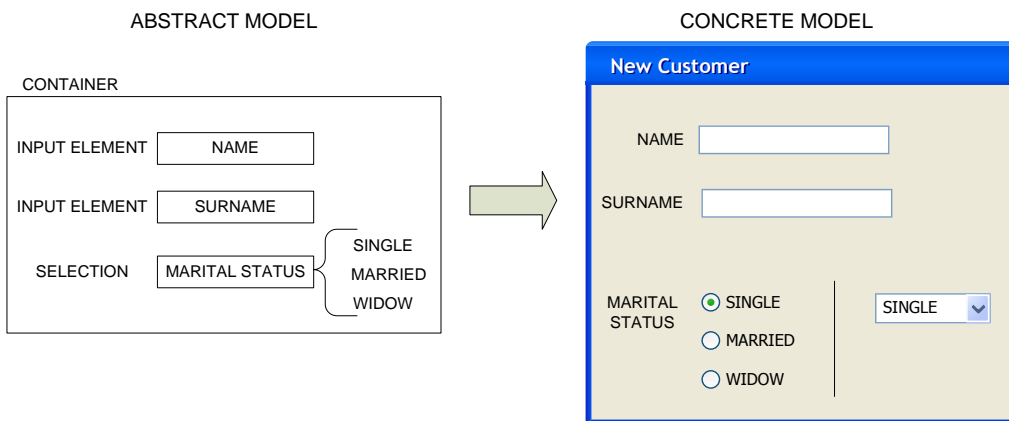 ABSTRACT MODEL
CONTAINER
INPUT ELEMENT NAME
INPUT ELEMENT SURNAME
SELECTION MARITAL STATUS
SINGLE
MARRIED
WIDOW
CONCRETE MODEL
New Customer
NAME
SURNAME
MARITAL
STATUS
SINGLE
MARRIED
WIDOW
SINGLE